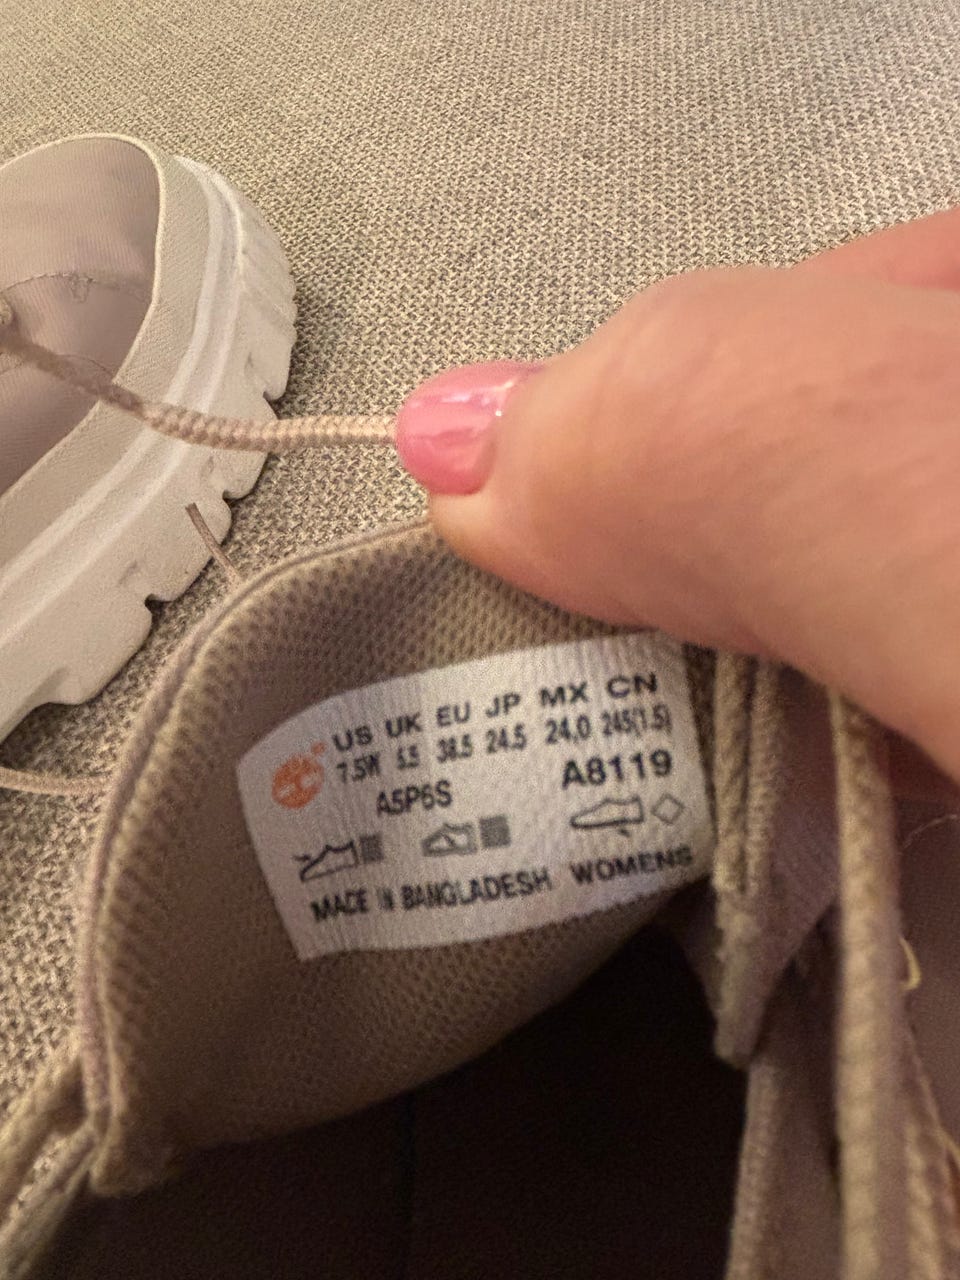 US UK EU JP MX CN
7.5W 5.5 38.5 24.5 24.0 245(1.5)
A5P6S A8119
MADE IN BANGLADESH WOMENS